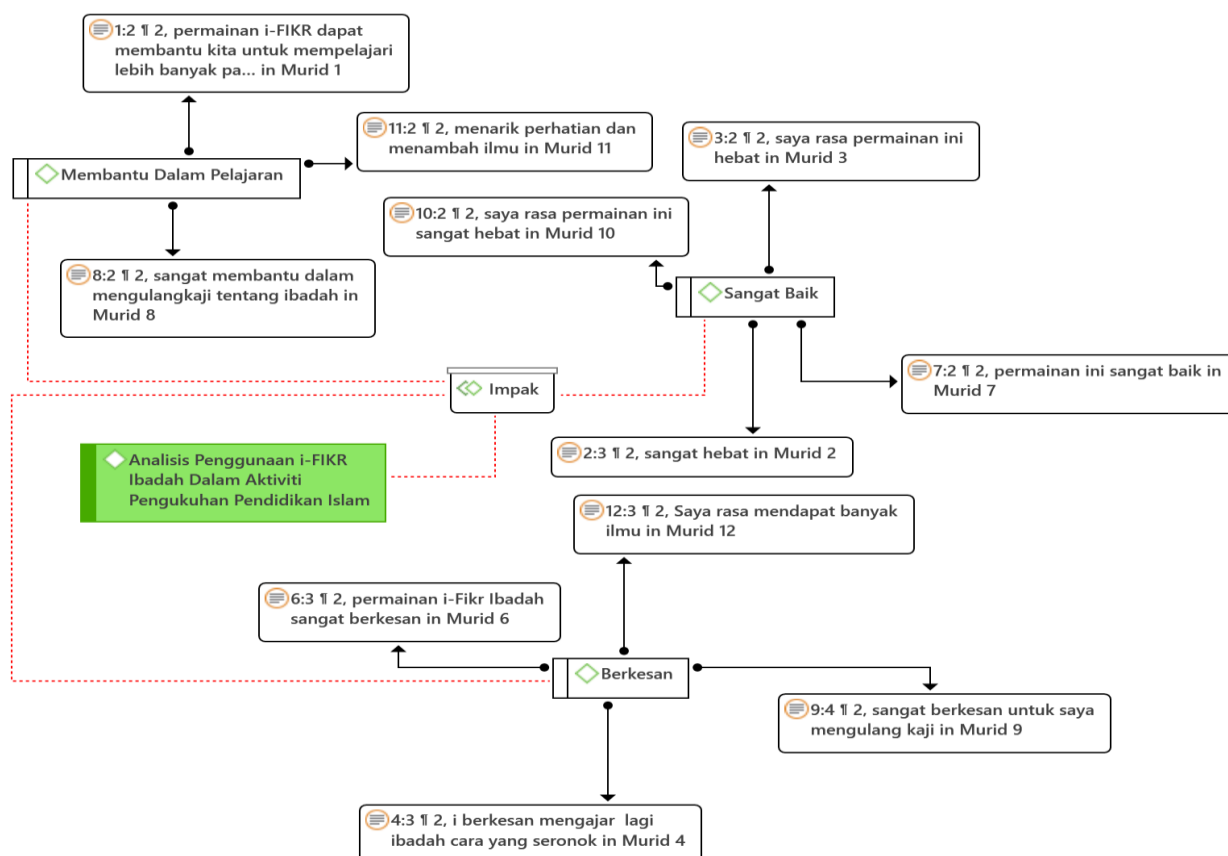 1:2 ¶ 2, permainan i-FIKR dapat
membantu kita untuk mempelajari
lebih banyak pa... in Murid 1
11:2 ¶ 2, menarik perhatian dan
menambah ilmu in Murid 11
3:2 ¶ 2, saya rasa permainan ini
hebat in Murid 3
Membantu Dalam Pelajaran
10:2 ¶ 2, saya rasa permainan ini
sangat hebat in Murid 10
8:2 ¶ 2, sangat membantu dalam
mengulangkaji tentang ibadah in
Murid 8
Sangat Baik
7:2 ¶ 2, permainan ini sangat baik in
Murid 7
Impak
2:3 ¶ 2, sangat hebat in Murid 2
Analisis Penggunaan i-FIKR
Ibadah Dalam Aktiviti
Pengukuhan Pendidikan Islam
12:3 ¶ 2, Saya rasa mendapat banyak
ilmu in Murid 12
6:3 ¶ 2, permainan i-Fikr Ibadah
sangat berkesan in Murid 6
Berkesan
9:4 ¶ 2, sangat berkesan untuk saya
mengulang kaji in Murid 9
4:3 ¶ 2, i berkesan mengajar  lagi
ibadah cara yang seronok in Murid 4